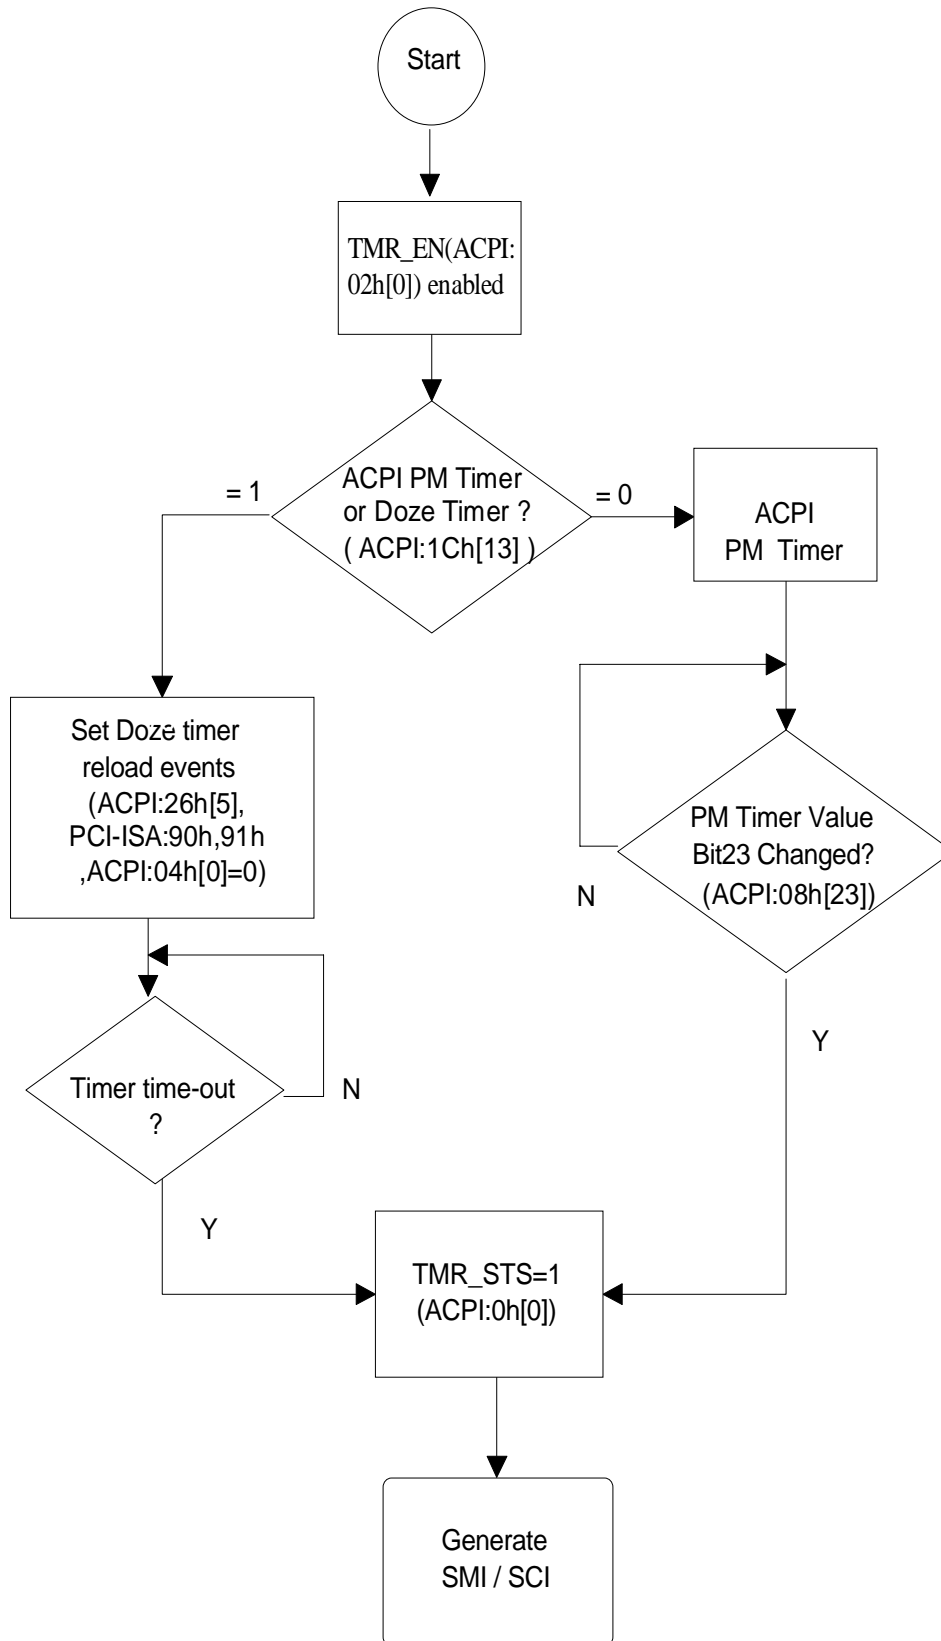 Start
TMR_EN(ACPI:
02h[0]) enabled
ACPI PM Timer
or Doze Timer ?
( ACPI:1Ch[13] )
= 1
= 0
ACPI
PM Timer
Set Doze timer
reload events
(ACPI:26h[5],
PCI-ISA:90h,91h
,ACPI:04h[0]=0)
PM Timer Value
Bit23 Changed?
(ACPI:08h[23])
N
Y
Timer time-out
?
N
Y
TMR_STS=1
(ACPI:0h[0])
Generate
SMI / SCI